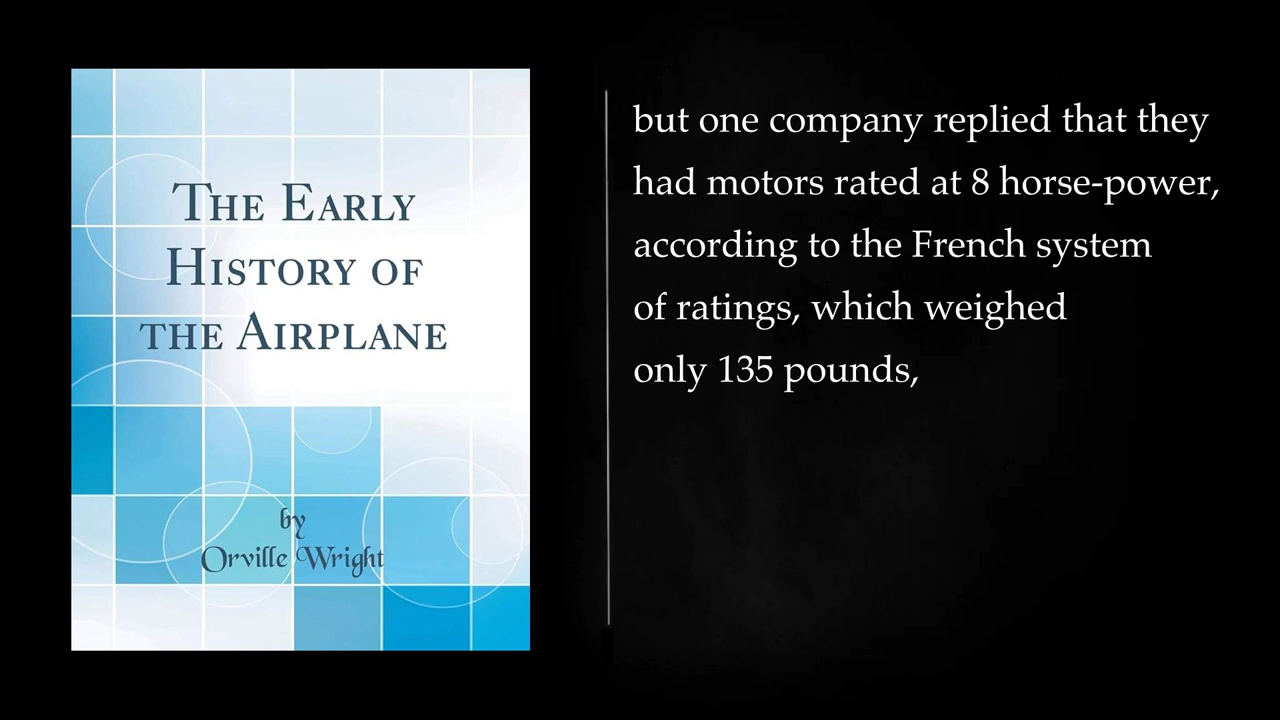 The Early
History of
the Airplane
by
Orville Wright
but one company replied that they
had motors rated at 8 horse-power,
according to the French system
of ratings, which weighed
only 135 pounds,